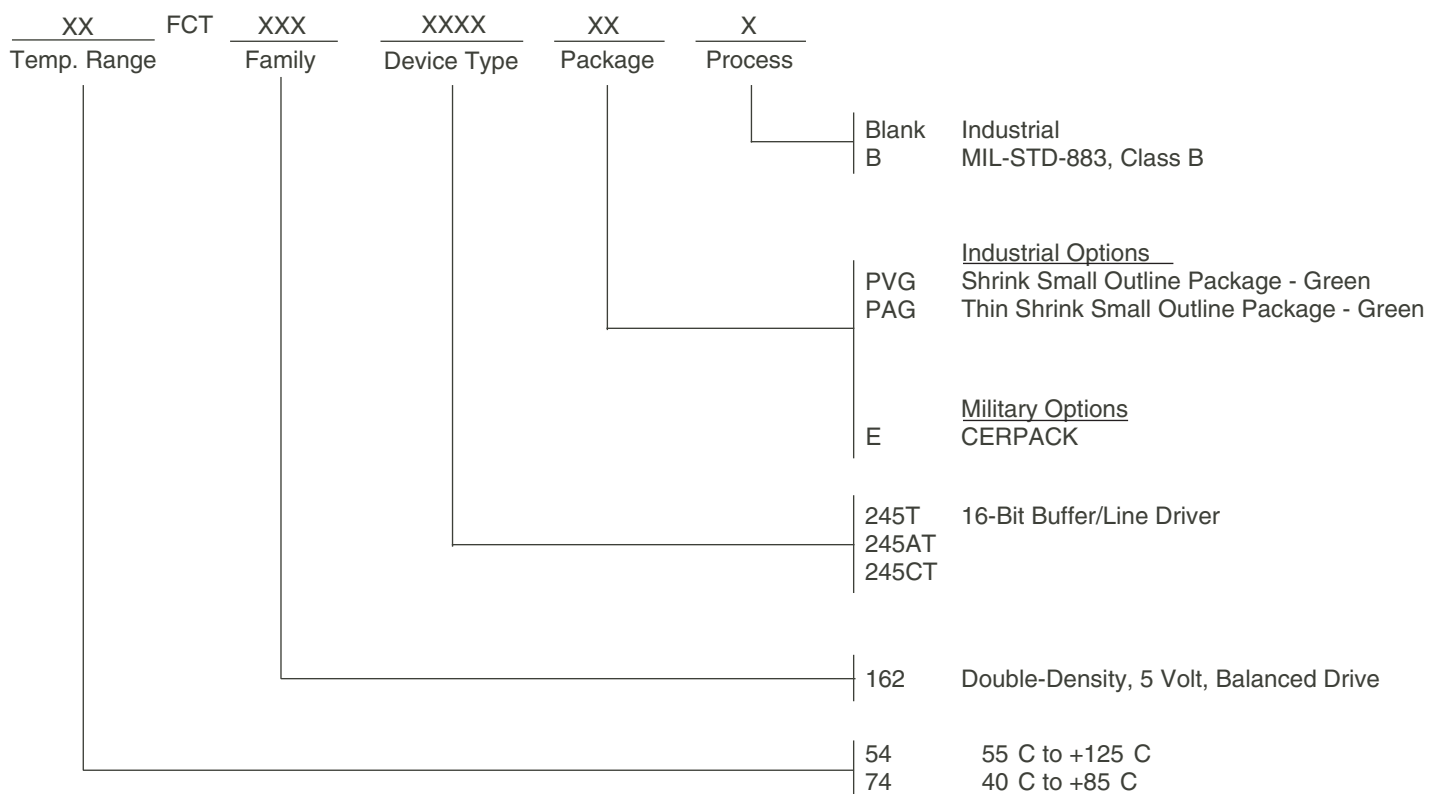 XX FCT XXX XXXX XX X
Temp. Range Family Device Type Package Process
Blank Industrial
B MIL-STD-883, Class B
Industrial Options
PVG Shrink Small Outline Package - Green
PAG Thin Shrink Small Outline Package - Green
Military Options
E CERPACK
245T 16-Bit Buffer/Line Driver
245AT
245CT
162 Double-Density, 5 Volt, Balanced Drive
54 55 C to +125 C
74 40 C to +85 C